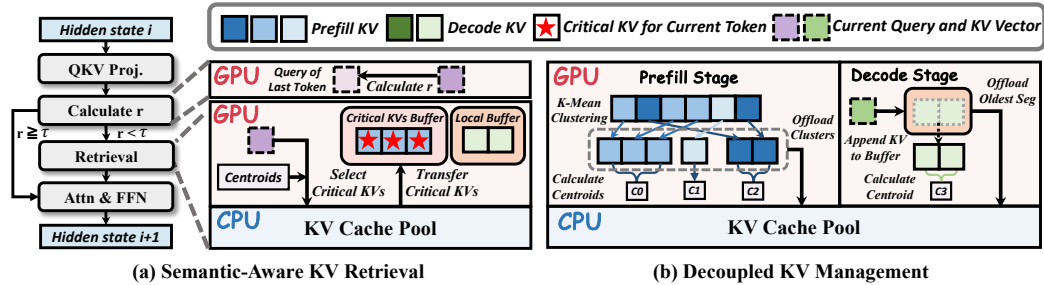 Prefill KV
Decode KV
Critical KV for Current Token
Current Query and KV Vector
Hidden state i
QKV Proj.
Calculate r
r ≧ τ
r < τ
Retrieval
Attn & FFN
Hidden state i+1
GPU
Query of
Last Token
Calculate r
GPU
Critical KVs Buffer
Local Buffer
Centroids
Select
Critical KVs
Transfer
Critical KVs
CPU
KV Cache Pool
(a) Semantic-Aware KV Retrieval
GPU
Prefill Stage
K-Mean
Clustering
Offload
Clusters
Calculate
Centroids
C0
C1
C2
Decode Stage
Offload
Oldest Seg
Append KV
to Buffer
Calculate
Centroid
C3
CPU
KV Cache Pool
(b) Decoupled KV Management